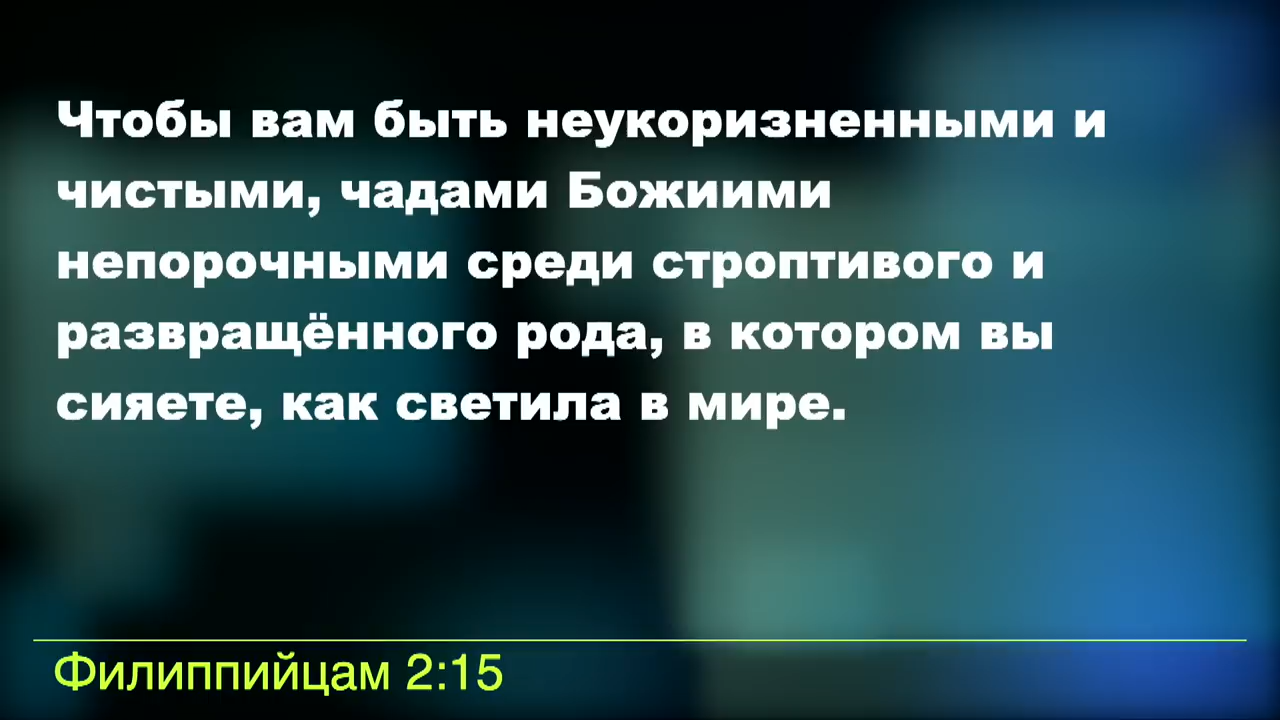 Чтобы вам быть неукоризненными и
чистыми, чадами Божиими
непорочными среди строптивого и
развращённого рода, в котором вы
сияете, как светила в мире.
Филиппийцам 2:15